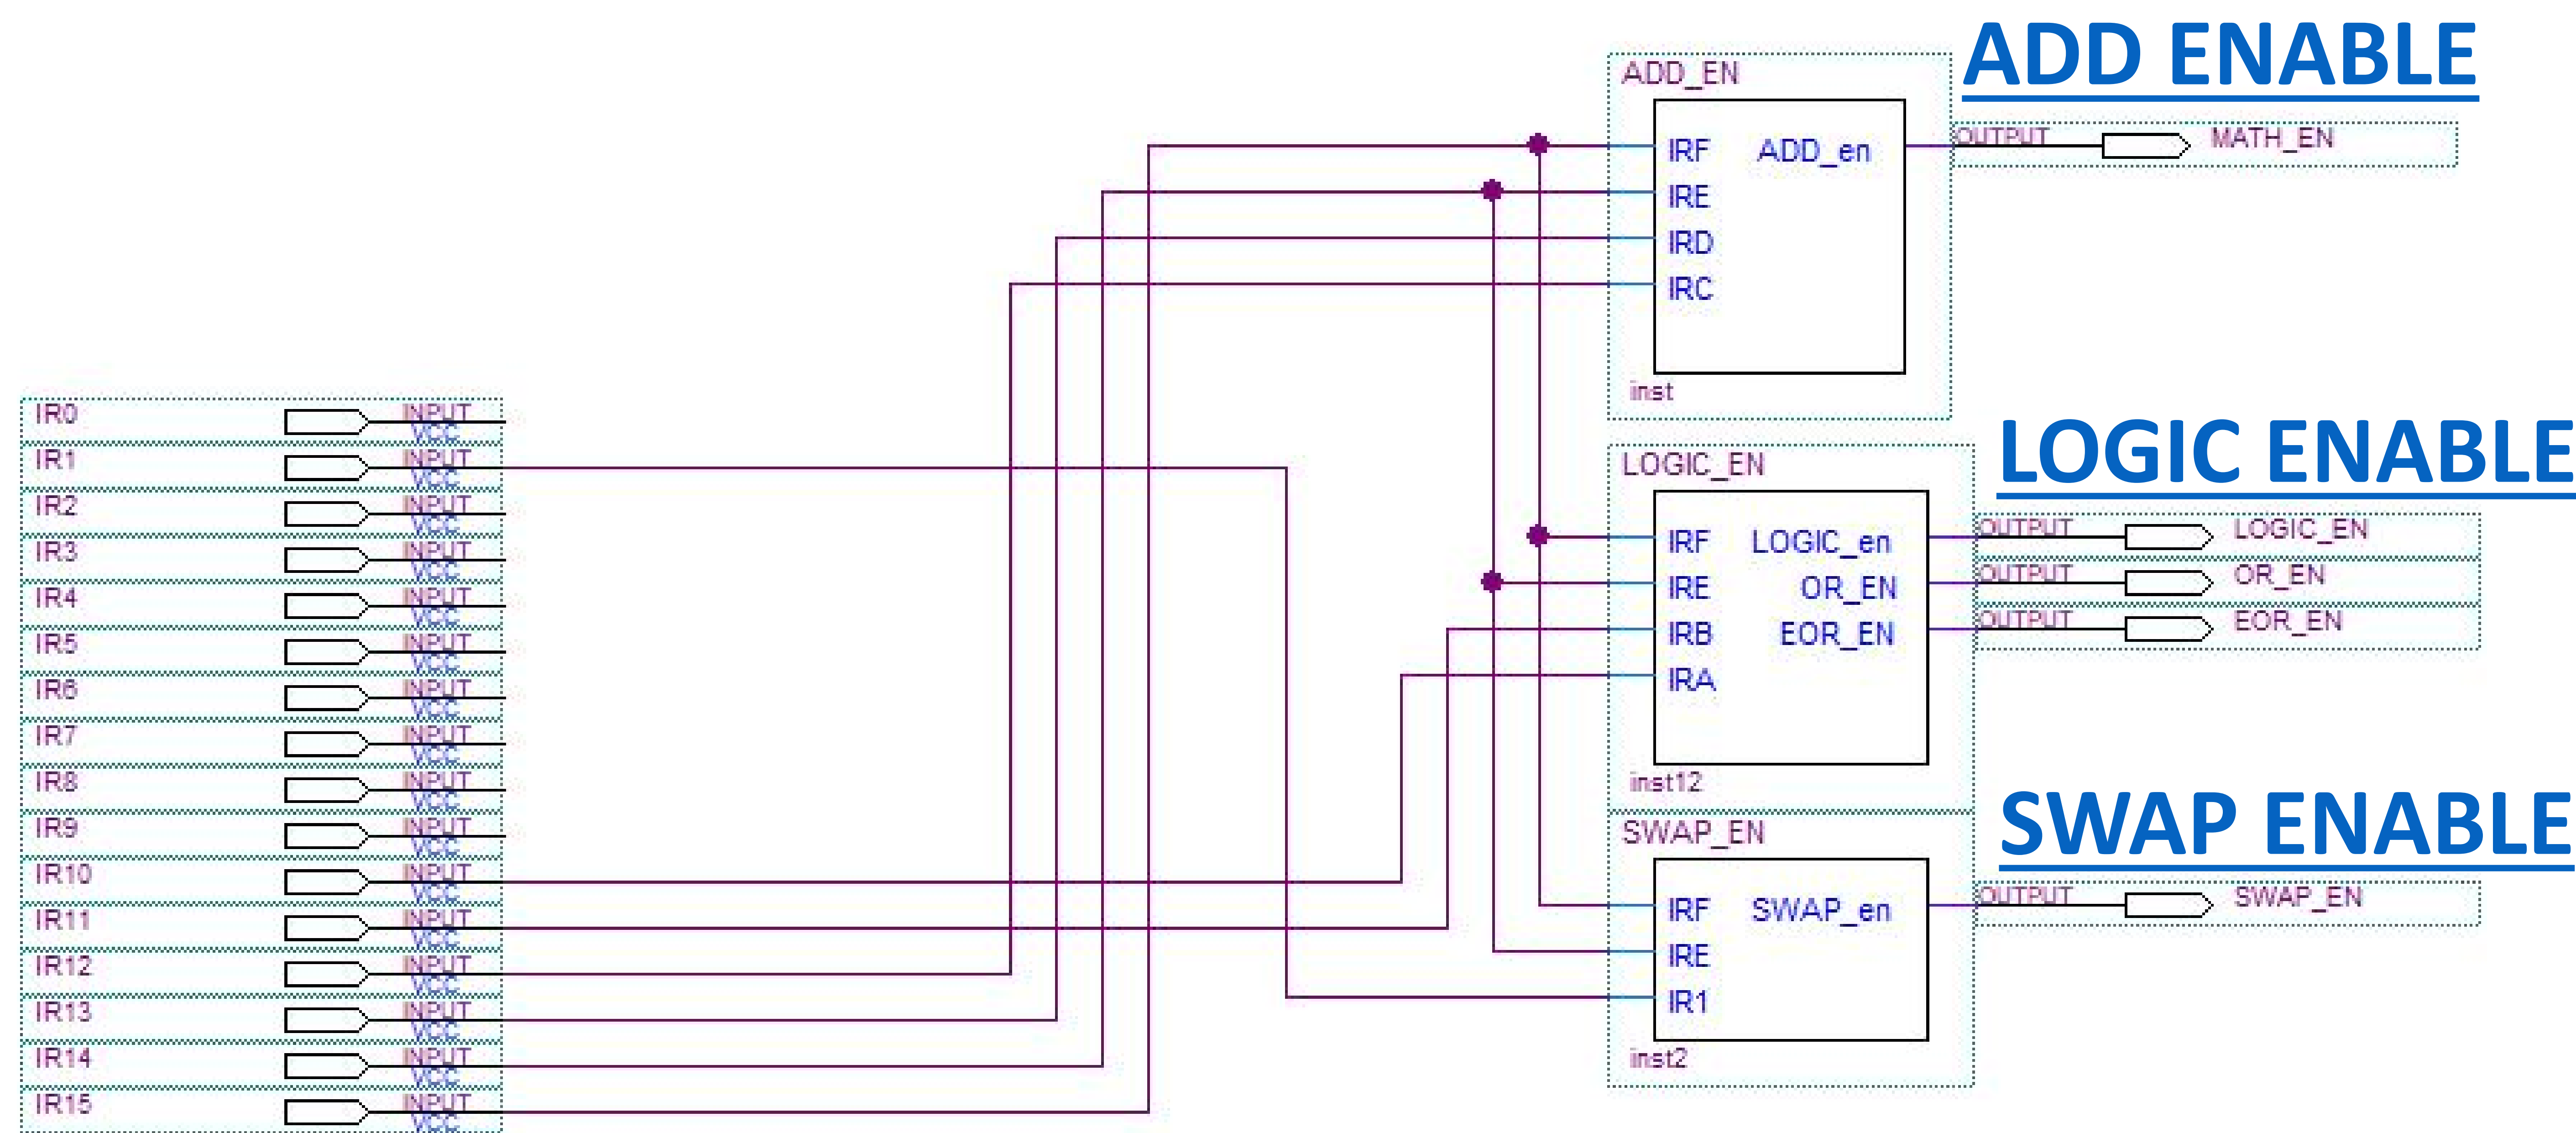 ADD ENABLE
ADD_EN
IRF ADD_en
IRE
IRD
IRC
inst
OUTPUT MATH_EN
LOGIC ENABLE
LOGIC_EN
IRF LOGIC_en
IRE OR_EN
IRB EOR_EN
IRA
inst12
OUTPUT LOGIC_EN
OUTPUT OR_EN
OUTPUT EOR_EN
SWAP ENABLE
SWAP_EN
IRF SWAP_en
IRE
IR1
inst2
OUTPUT SWAP_EN
IR0 INPUT
VCC
IR1 INPUT
VCC
IR2 INPUT
VCC
IR3 INPUT
VCC
IR4 INPUT
VCC
IR5 INPUT
VCC
IR6 INPUT
VCC
IR7 INPUT
VCC
IR8 INPUT
VCC
IR9 INPUT
VCC
IR10 INPUT
VCC
IR11 INPUT
VCC
IR12 INPUT
VCC
IR13 INPUT
VCC
IR14 INPUT
VCC
IR15 INPUT
VCC